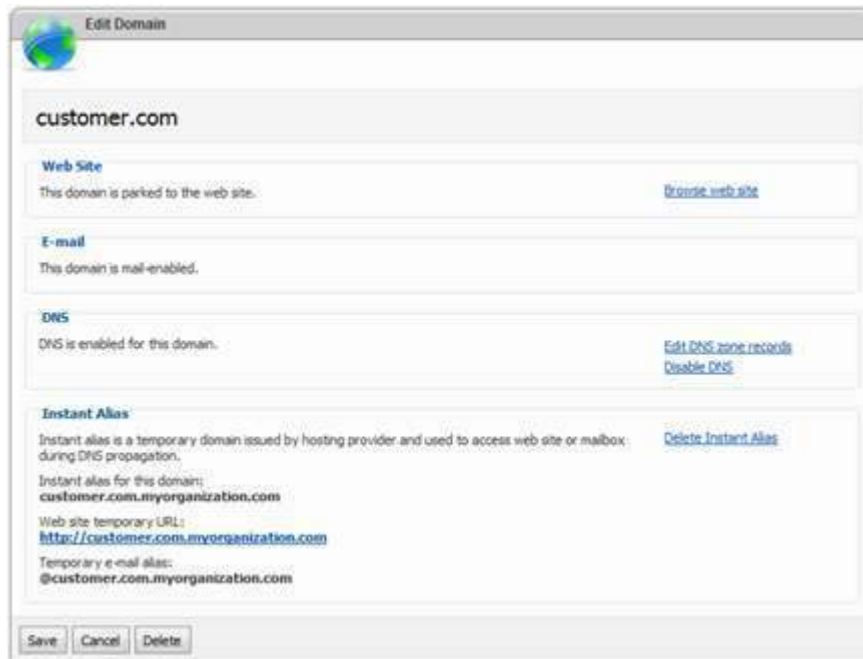 Edit Domain
customer.com
Web Site
This domain is parked to the web site.
Browse web site
E-mail
This domain is mail-enabled.
DNS
DNS is enabled for this domain.
Edit DNS zone records
Disable DNS
Instant Alias
Instant alias is a temporary domain issued by hosting provider and used to access web site or mailbox
during DNS propagation.
Delete Instant Alias
Instant alias for this domain:
customer.com.myorganization.com
Web site temporary URL:
http://customer.com.myorganization.com
Temporary e-mail alias:
@customer.com.myorganization.com
Save Cancel Delete